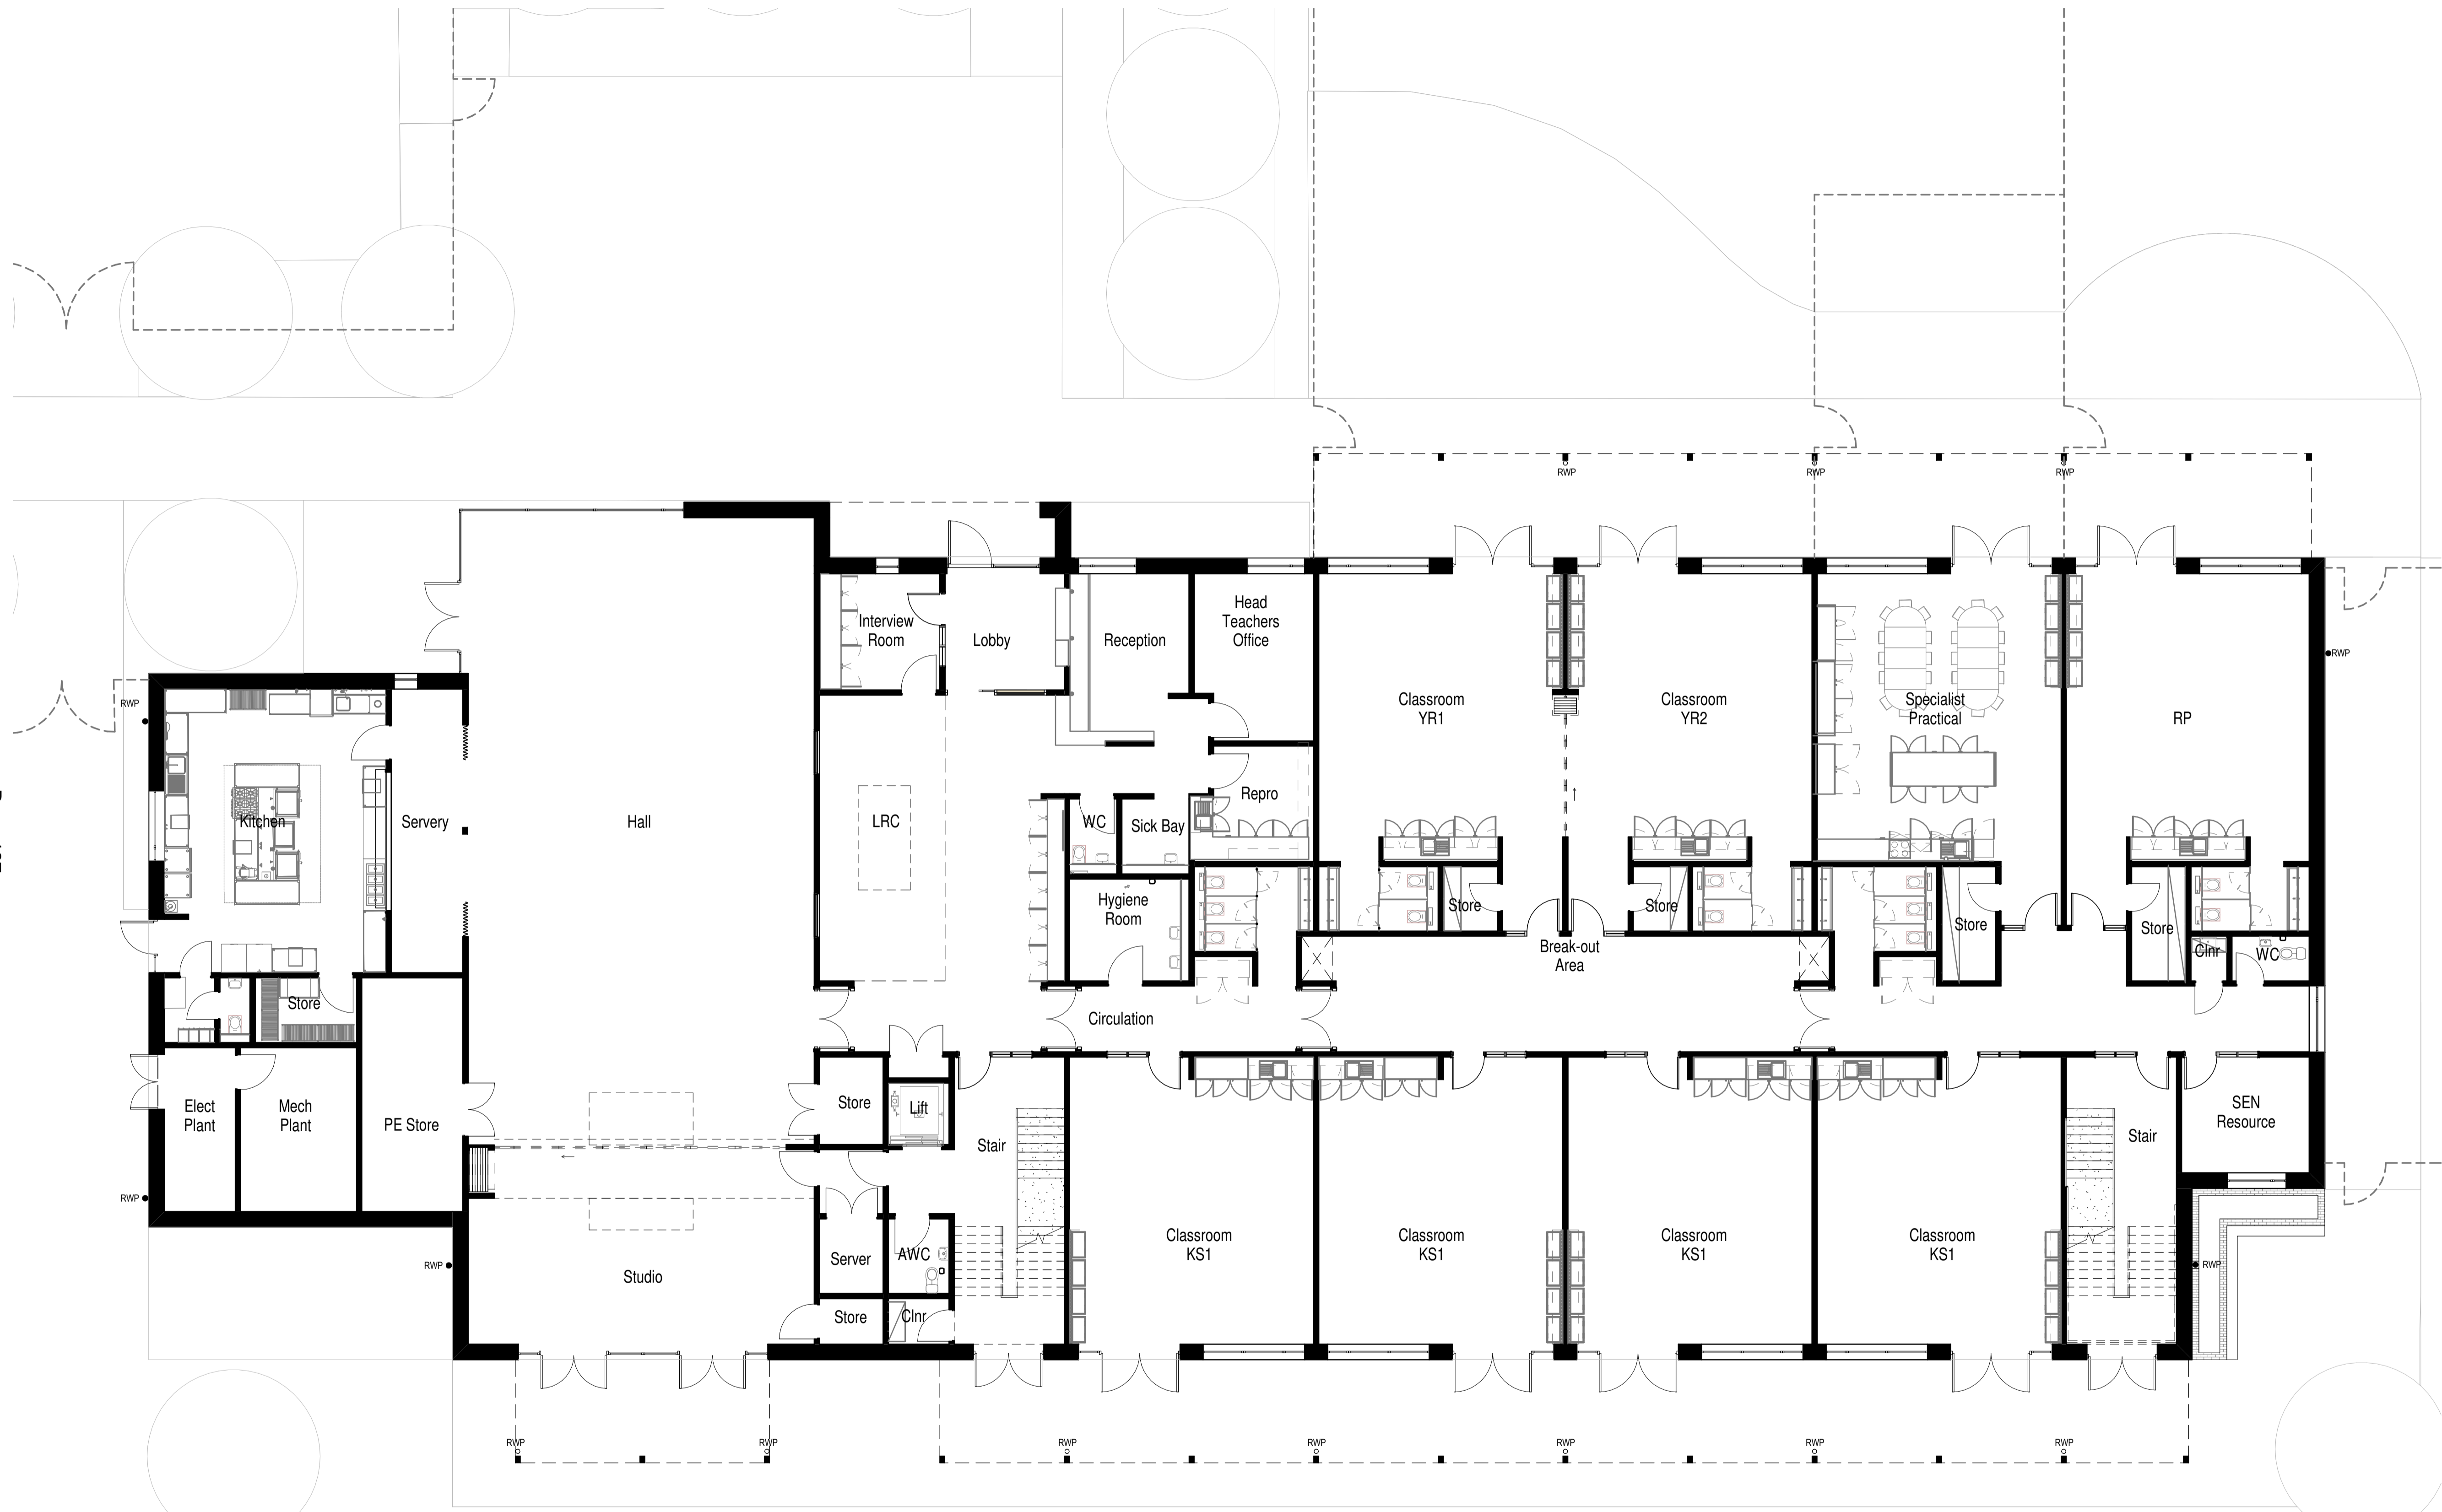 RWP
RWP
RWP
Interview
Room
Lobby
Reception
Head
Teachers
Office
RWP
RWP
Classroom
YR1
Classroom
YR2
Specialist
Practical
RP
Kitchen
Servery
Hall
LRC
WC
Sick Bay
Repro
Hygiene
Room
Store
Store
Store
Store
Break-out
Area
Clnr
WC
Store
Circulation
Elect
Plant
Mech
Plant
PE Store
Store
Lift
Stair
SEN
Resource
Stair
RWP
RWP
Studio
Server
AWC
Classroom
KS1
Classroom
KS1
Classroom
KS1
Classroom
KS1
RWP
Store
Clnr
RWP
RWP
RWP
RWP
RWP
RWP
RWP